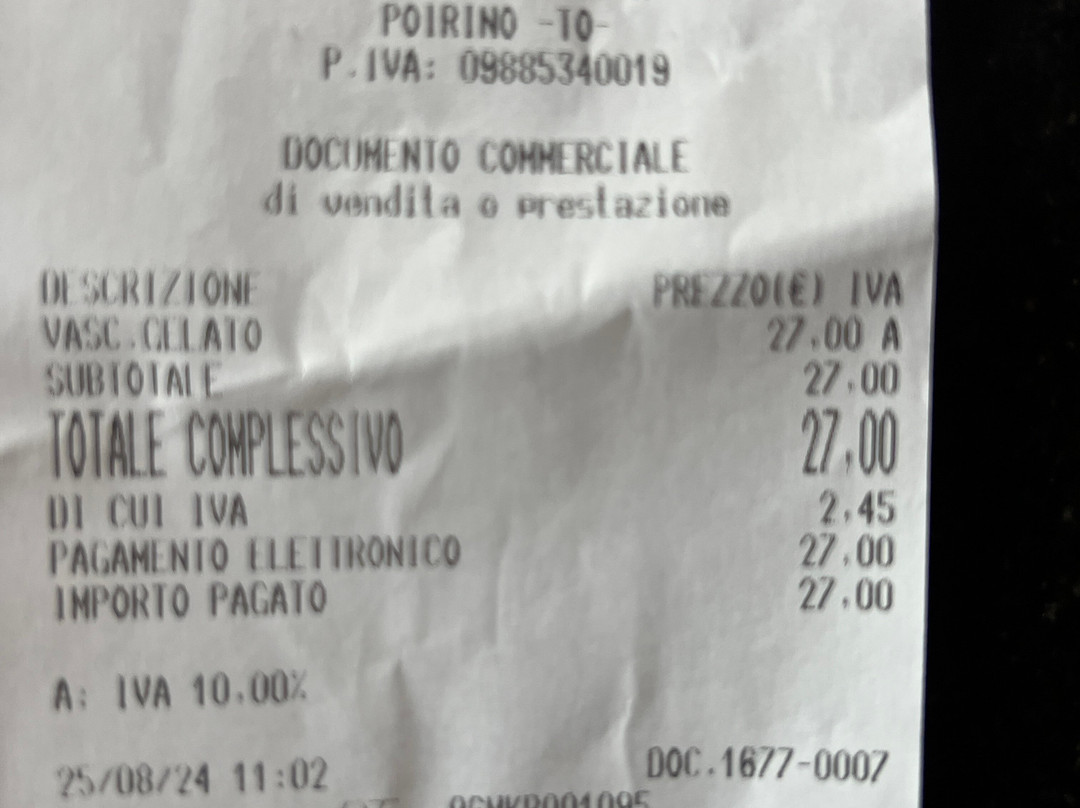 POIRINO -TO-
P.IVA: 09885340019
DOCUMENTO COMMERCIALE
di vendita o prestazione
DESCRIZIONE PREZZO(€) IVA
VASC.GELATO 27,00 A
SUBTOTALE 27,00
TOTALE COMPLESSIVO 27,00
DI CUI IVA 2,45
PAGAMENTO ELETTRONICO 27,00
IMPORTO PAGATO 27,00
A: IVA 10,00%
25/08/24 11:02 DOC.1677-0007